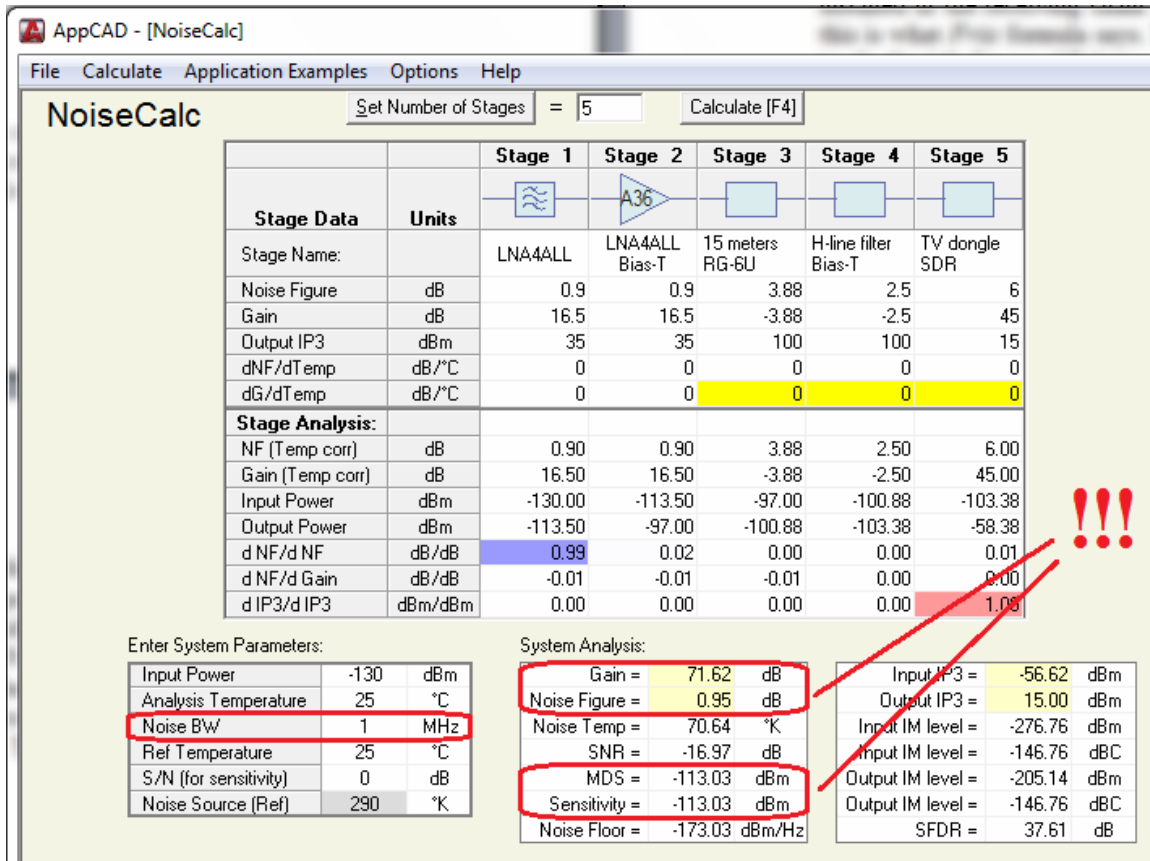 this is what Friis formula says.
AppCAD - [NoiseCalc]
File Calculate Application Examples Options Help
NoiseCalc
Set Number of Stages = 5 Calculate [F4]
Stage 1 Stage 2 Stage 3 Stage 4 Stage 5
A36
Stage Data Units
Stage Name: LNA4ALL LNA4ALL Bias-T 15 meters RG-6U H-line filter Bias-T TV dongle SDR
Noise Figure dB 0.9 0.9 3.88 2.5 6
Gain dB 16.5 16.5 -3.88 -2.5 45
Output IP3 dBm 35 35 100 100 15
dNF/dTemp dB/°C 0 0 0 0 0
dG/dTemp dB/°C 0 0 0 0 0
Stage Analysis:
NF (Temp corr) dB 0.90 0.90 3.88 2.50 6.00
Gain (Temp corr) dB 16.50 16.50 -3.88 -2.50 45.00
Input Power dBm -130.00 -113.50 -97.00 -100.88 -103.38
Output Power dBm -113.50 -97.00 -100.88 -103.38 -58.38
d NF/d NF dB/dB 0.99 0.02 0.00 0.00 0.01
d NF/d Gain dB/dB -0.01 -0.01 -0.01 0.00 0.00
d IP3/d IP3 dBm/dBm 0.00 0.00 0.00 0.00
!!!
Enter System Parameters:
Input Power -130 dBm
Analysis Temperature 25 °C
Noise BW 1 MHz
Ref Temperature 25 °C
S/N (for sensitivity) 0 dB
Noise Source (Ref) 290 °K
System Analysis:
Gain = 71.62 dB
Noise Figure = 0.95 dB
Noise Temp = 70.64 °K
SNR = -16.97 dB
MDS = -113.03 dBm
Sensitivity = -113.03 dBm
Noise Floor = -173.03 dBm/Hz
Input IP3 = -56.62 dBm
Output IP3 = 15.00 dBm
Input IM level = -276.76 dBm
Input IM level = -146.76 dBC
Output IM level = -205.14 dBm
Output IM level = -146.76 dBC
SFDR = 37.61 dB